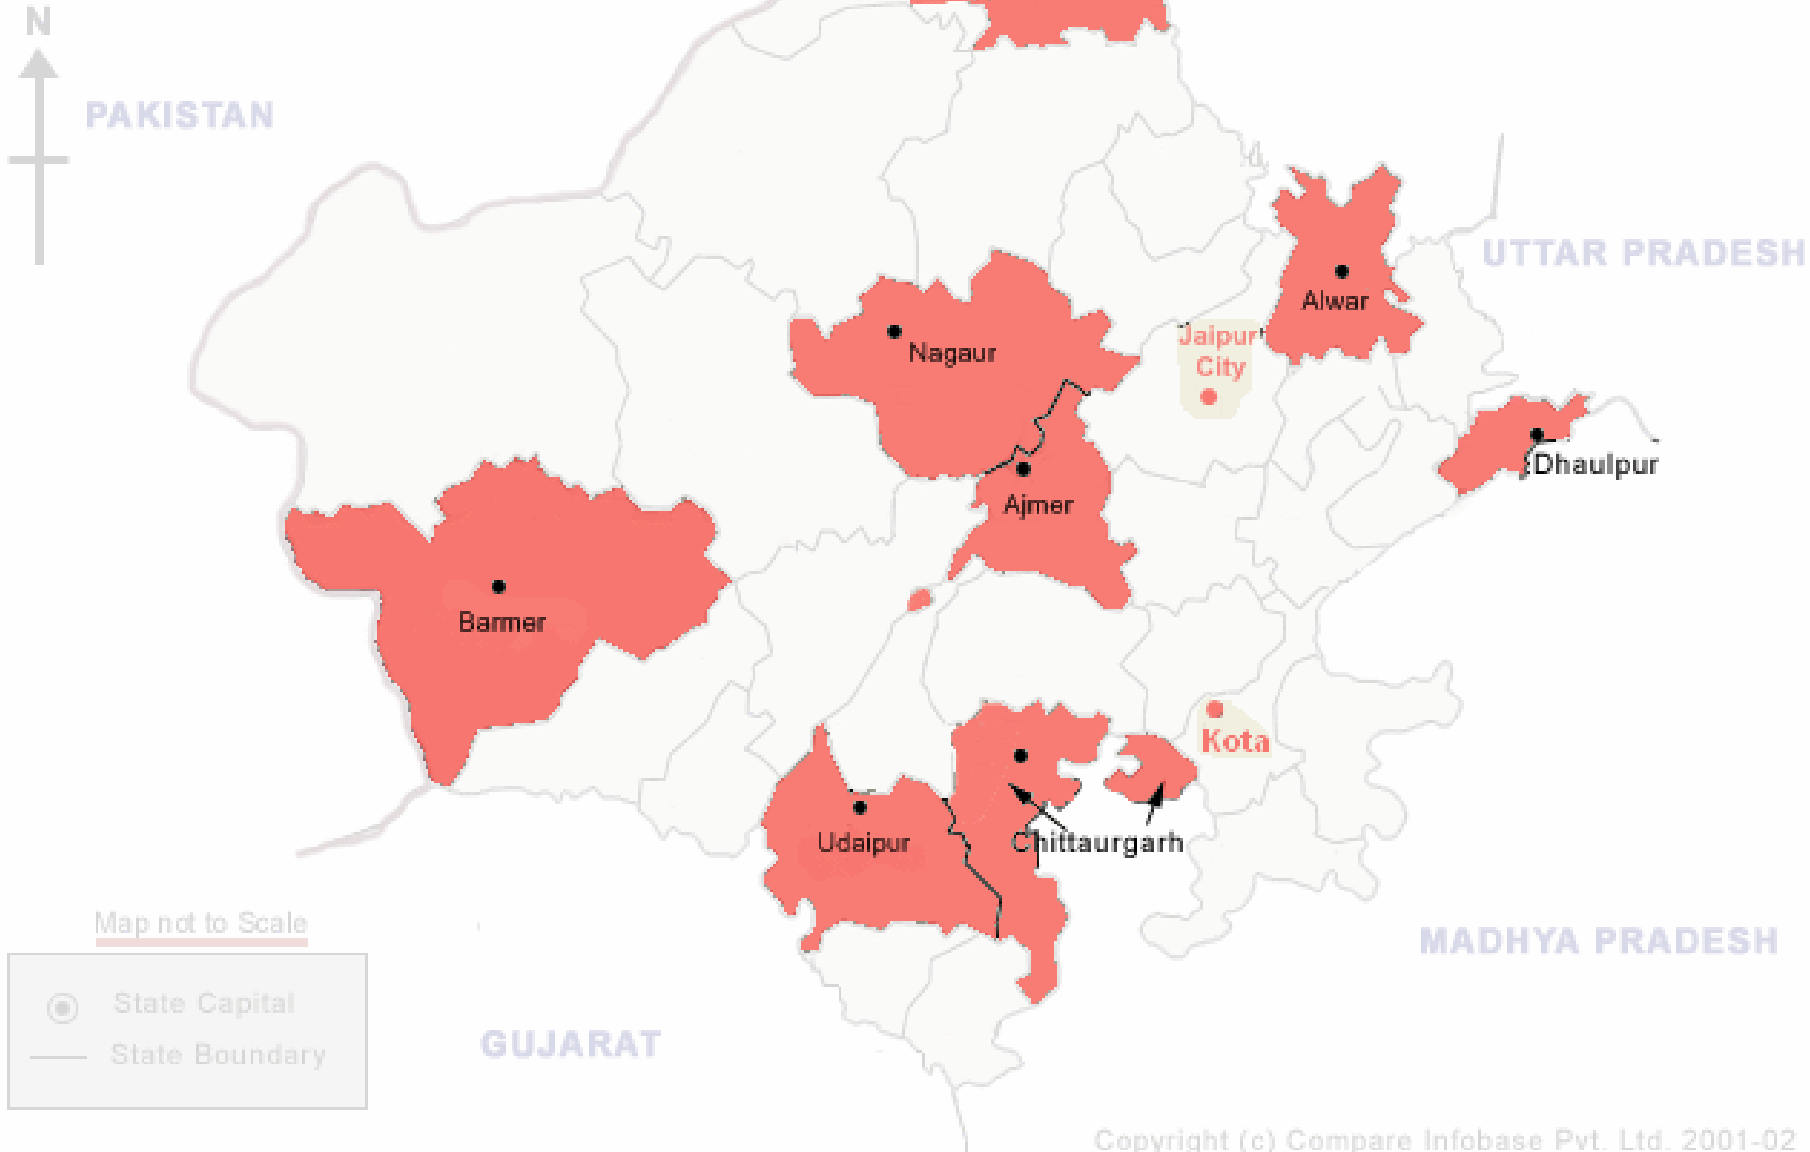 N
PAKISTAN
UTTAR PRADESH
Alwar
Jaipur
City
Nagaur
Dhaulpur
Ajmer
Barmer
Kota
Udaipur
Chittaurgarh
Map not to Scale
MADHYA PRADESH
State Capital
GUJARAT
State Boundary
Copyright (c) Compare Infobase Pvt. Ltd. 2001-02